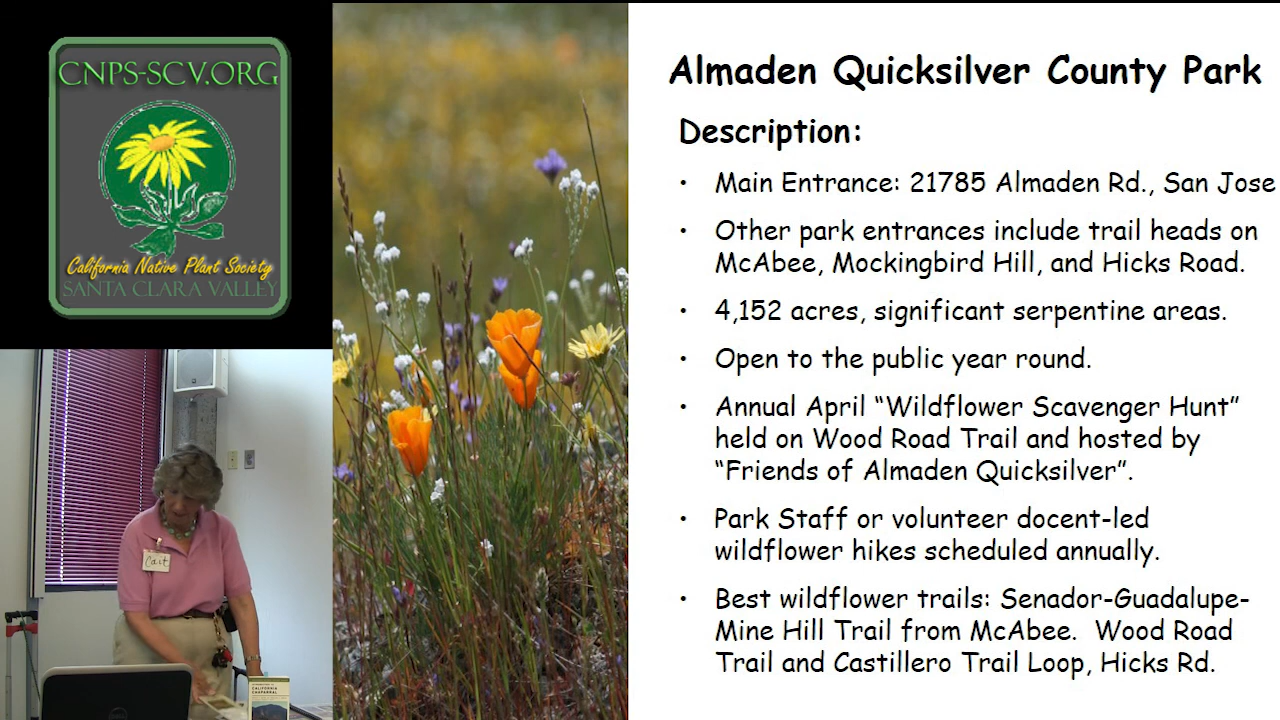 CNPS-SCV.ORG
California Native Plant Society
SANTA CLARA VALLEY
Almaden Quicksilver County Park
Description:
• Main Entrance: 21785 Almaden Rd., San Jose
• Other park entrances include trail heads on
McAbee, Mockingbird Hill, and Hicks Road.
• 4,152 acres, significant serpentine areas.
• Open to the public year round.
• Annual April “Wildflower Scavenger Hunt”
held on Wood Road Trail and hosted by
“Friends of Almaden Quicksilver”.
• Park Staff or volunteer docent-led
wildflower hikes scheduled annually.
• Best wildflower trails: Senador-Guadalupe-
Mine Hill Trail from McAbee.  Wood Road
Trail and Castillero Trail Loop, Hicks Rd.
CALIFORNIA
CHAPARRAL